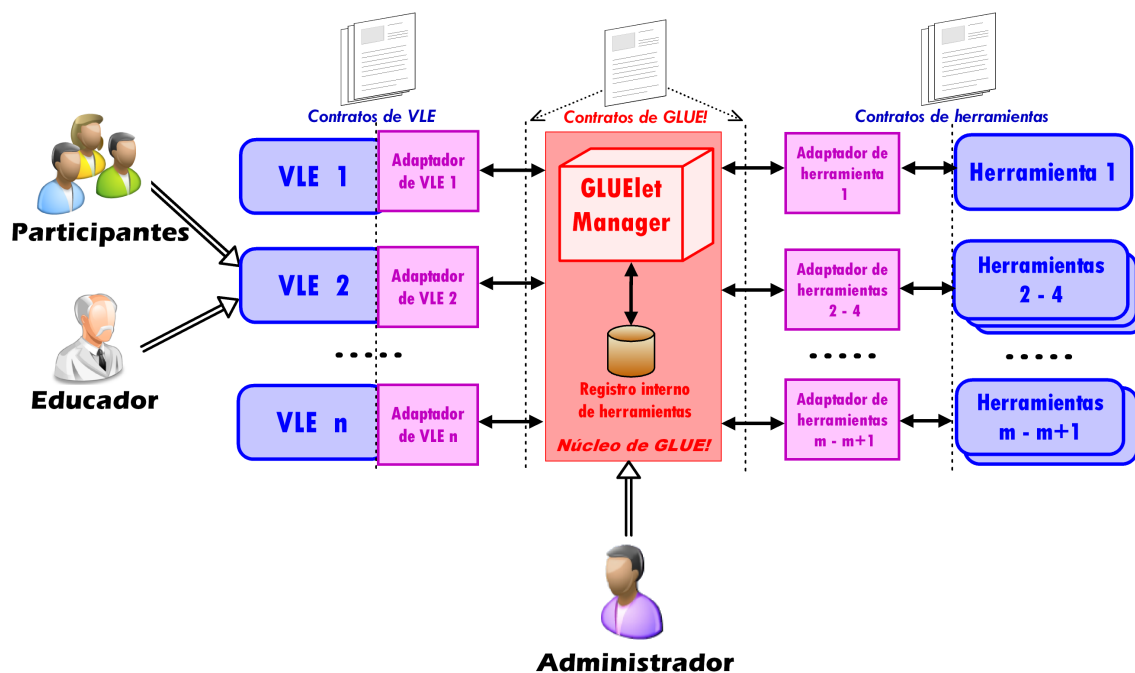 Contratos de VLE
Contratos de GLUE!
Contratos de herramientas
Participantes
Educador
VLE 1
Adaptador
de VLE 1
VLE 2
Adaptador
de VLE 2
.....
VLE n
Adaptador
de VLE n
GLUElet
Manager
Registro interno
de herramientas
Núcleo de GLUE!
Administrador
Adaptador de
herramienta
1
Herramienta 1
Adaptador de
herramientas
2 - 4
Herramientas
2 - 4
.....
.....
Adaptador de
herramientas
m - m+1
Herramientas
m - m+1